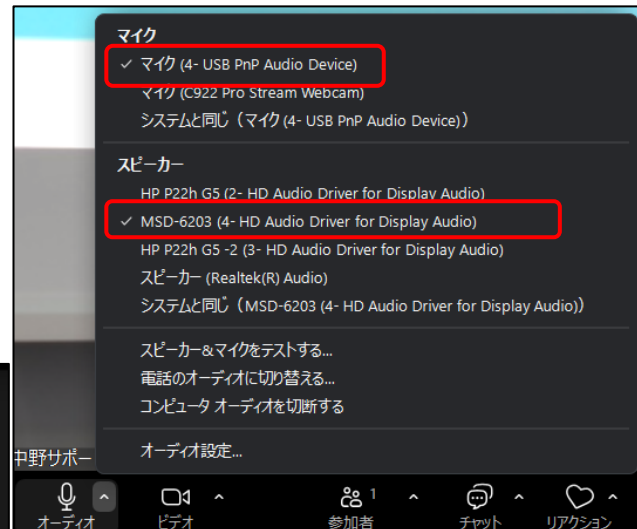 マイク
✓ マイク (4- USB PnP Audio Device)
マイク (C922 Pro Stream Webcam)
システムと同じ (マイク (4- USB PnP Audio Device))
スピーカー
HP P22h G5 (2- HD Audio Driver for Display Audio)
✓ MSD-6203 (4- HD Audio Driver for Display Audio)
HP P22h G5 -2 (3- HD Audio Driver for Display Audio)
スピーカー (Realtek(R) Audio)
システムと同じ (MSD-6203 (4- HD Audio Driver for Display Audio))
スピーカー&マイクをテストする...
電話のオーディオに切り替える...
コンピュータ オーディオを切断する
オーディオ設定...
中野サポー
1
オーディオ ビデオ 参加者 チャット リアクション